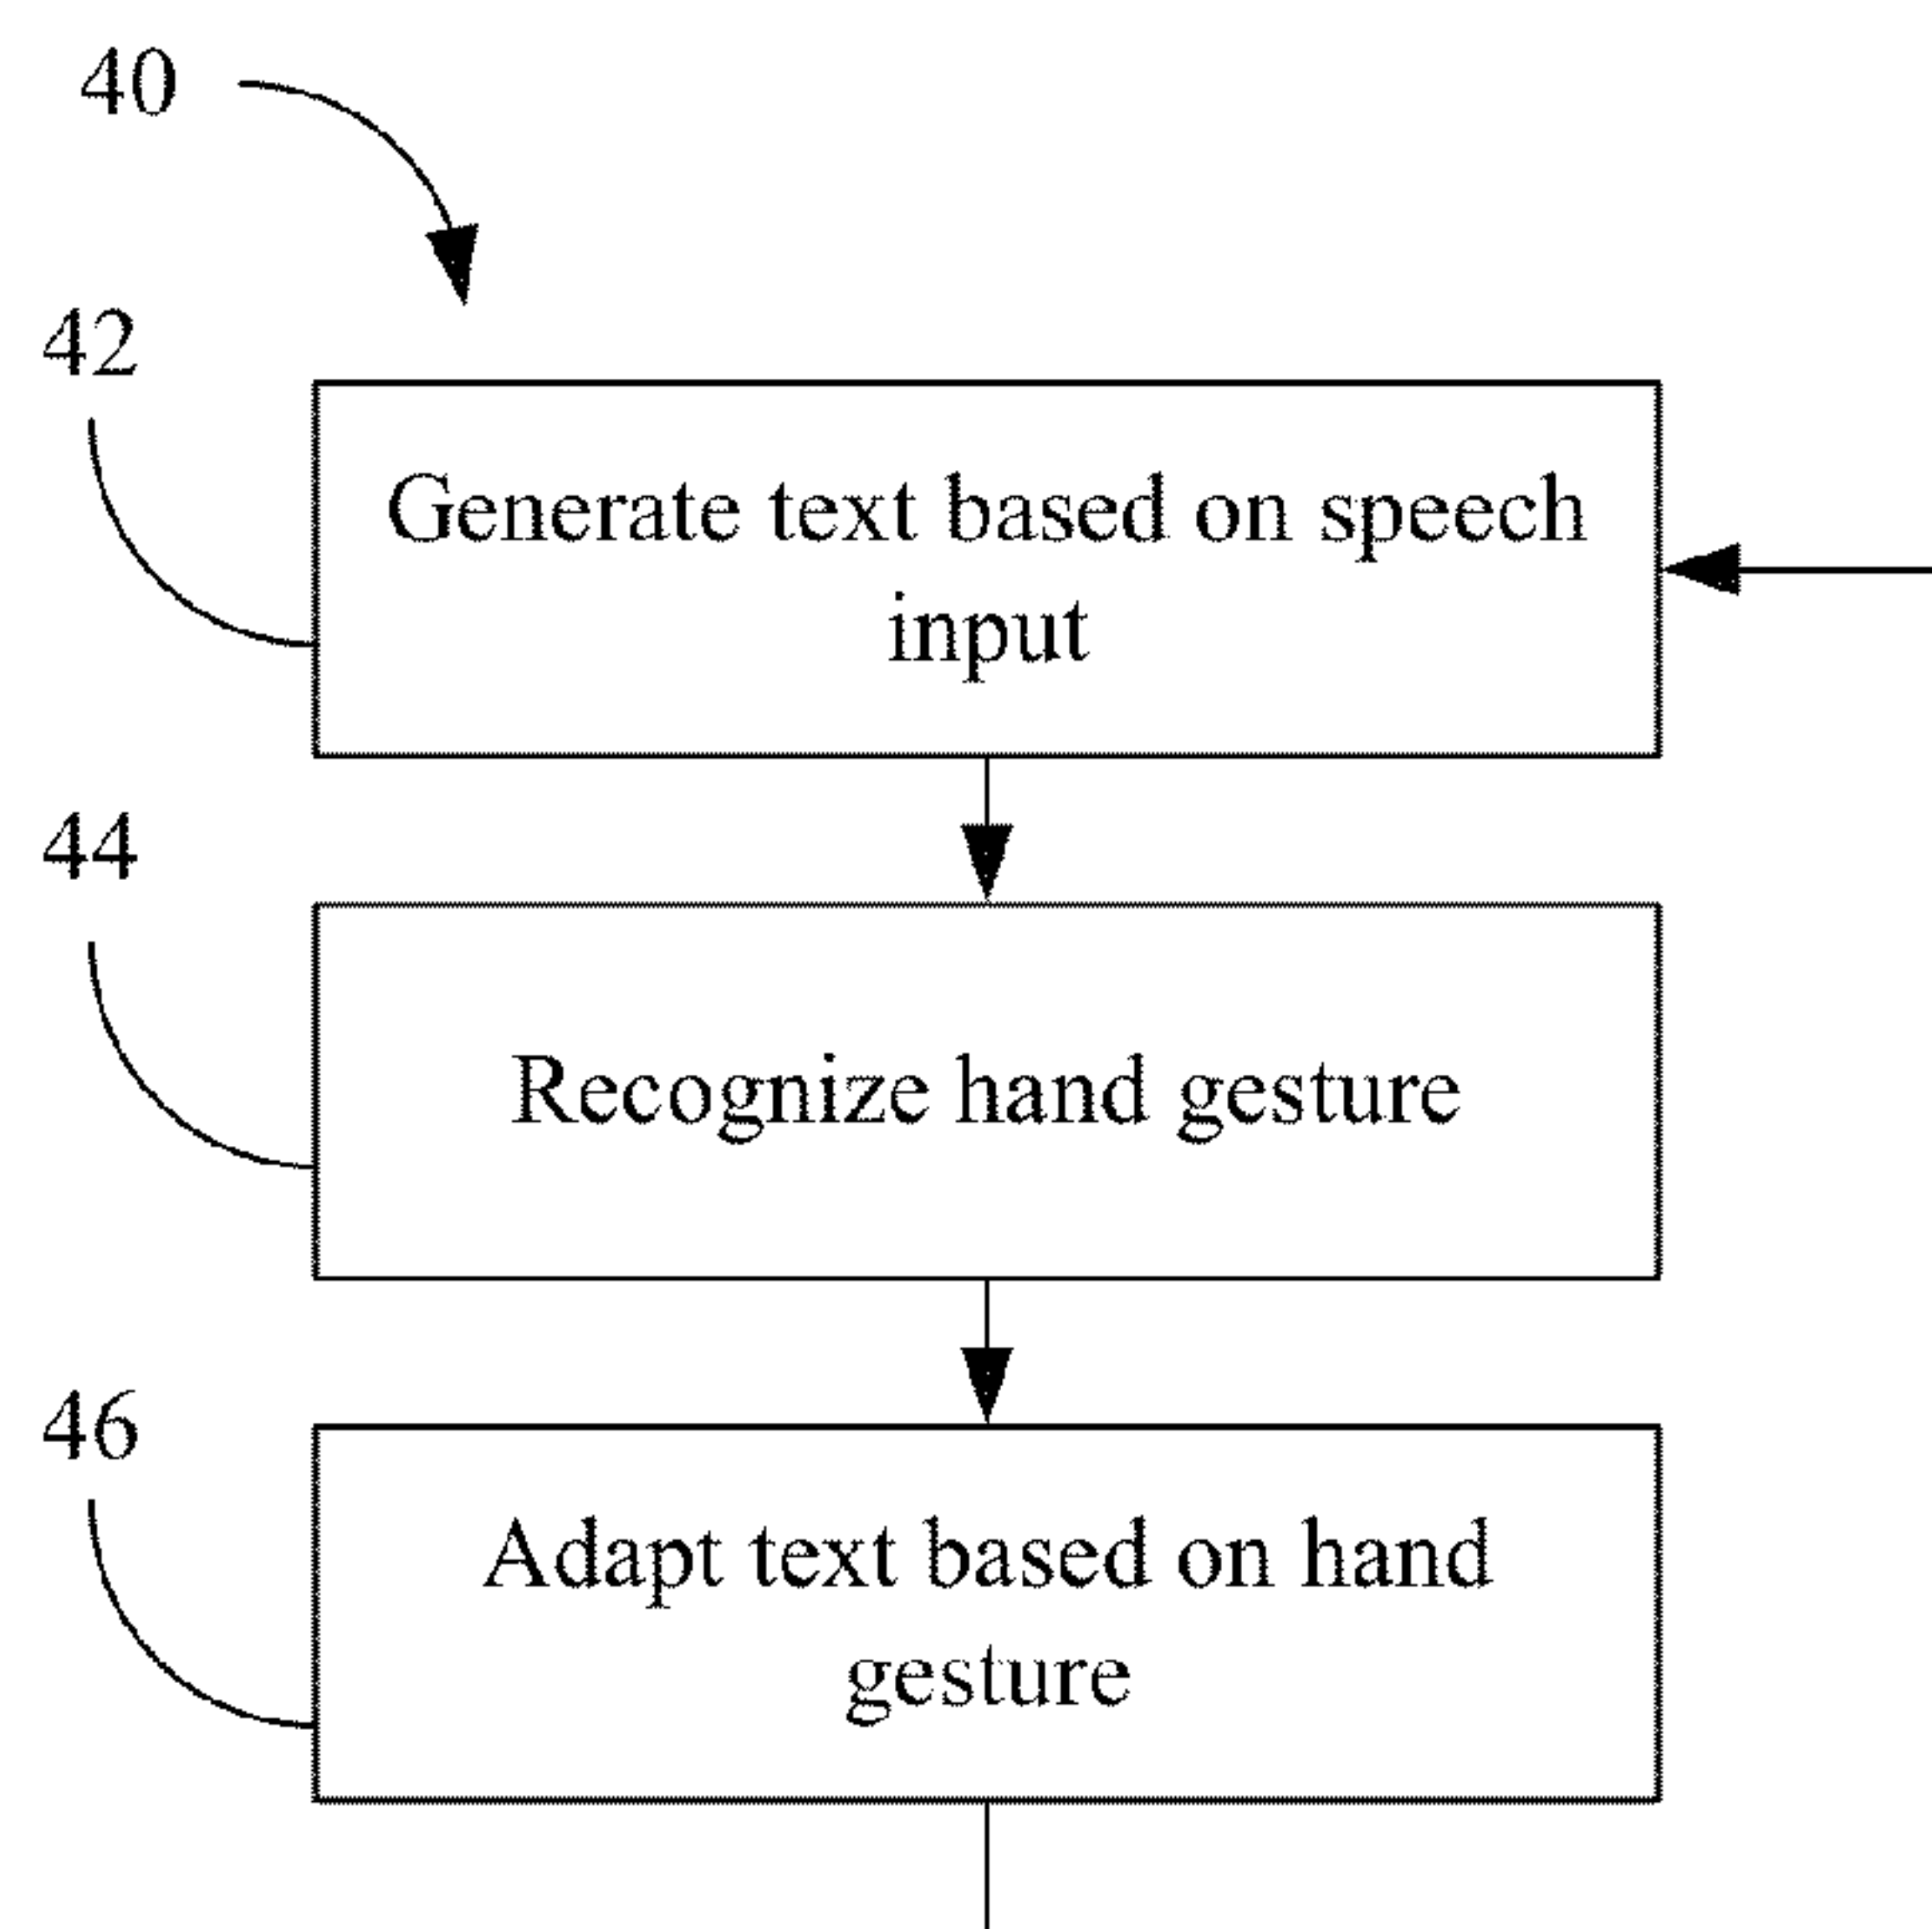 40
42
Generate text based on speech
input
44
Recognize hand gesture
46
Adapt text based on hand
gesture